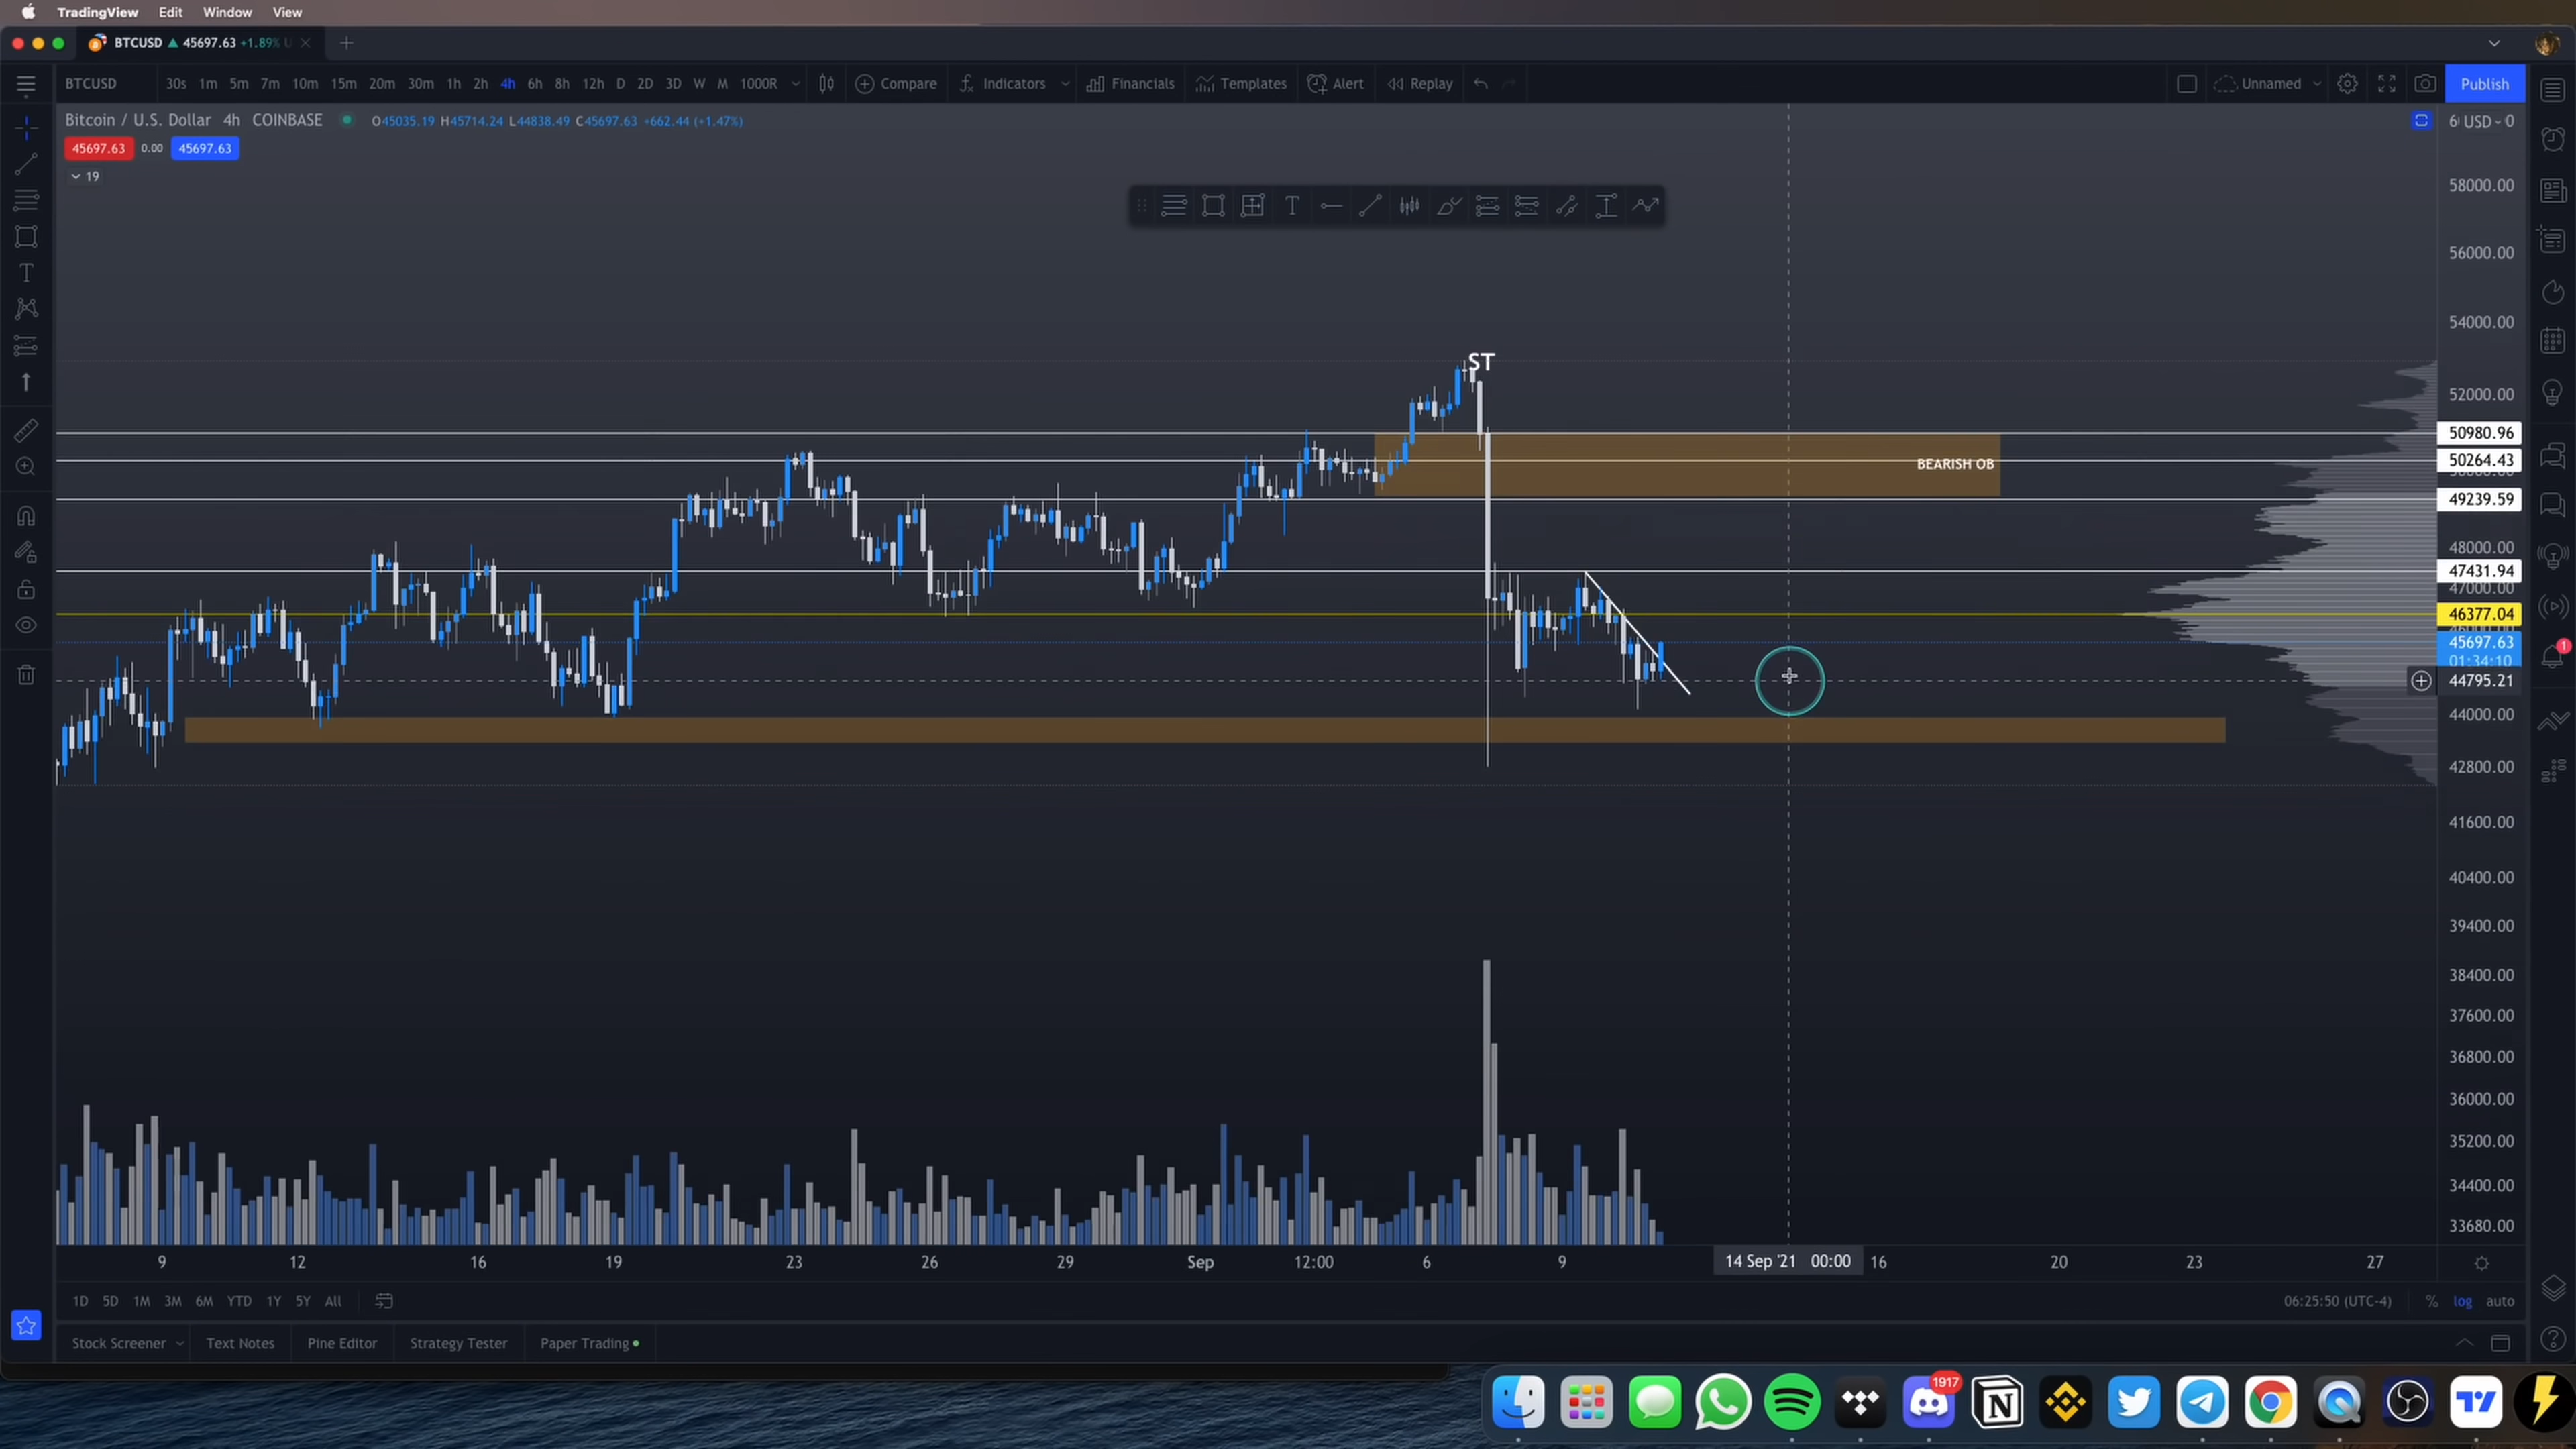 TradingView Edit Window View
BTCUSD ▲ 45697.63 +1.89%
BTCUSD 30s 1m 5m 7m 10m 15m 20m 30m 1h 2h 4h 6h 8h 12h D 2D 3D W M 1000R Compare Indicators Financials Templates Alert Replay Unnamed Publish
Bitcoin / U.S. Dollar 4h COINBASE O45035.19 H45714.24 L44838.49 C45697.63 +662.44 (+1.47%)
USD
45697.63 0.00 45697.63
19
58000.00
56000.00
54000.00
ST
52000.00
50980.96
50264.43
BEARISH OB
49239.59
48000.00
47431.94
47000.00
46377.04
45697.63
01:34:10
44795.21
44000.00
42800.00
41600.00
40400.00
39400.00
38400.00
37600.00
36800.00
36000.00
35200.00
34400.00
33680.00
9 12 16 19 23 26 29 Sep 12:00 6 9 14 Sep '21 00:00 16 20 23 27
1D 5D 1M 3M 6M YTD 1Y 5Y All 06:25:50 (UTC-4) % log auto
Stock Screener Text Notes Pine Editor Strategy Tester Paper Trading
1917